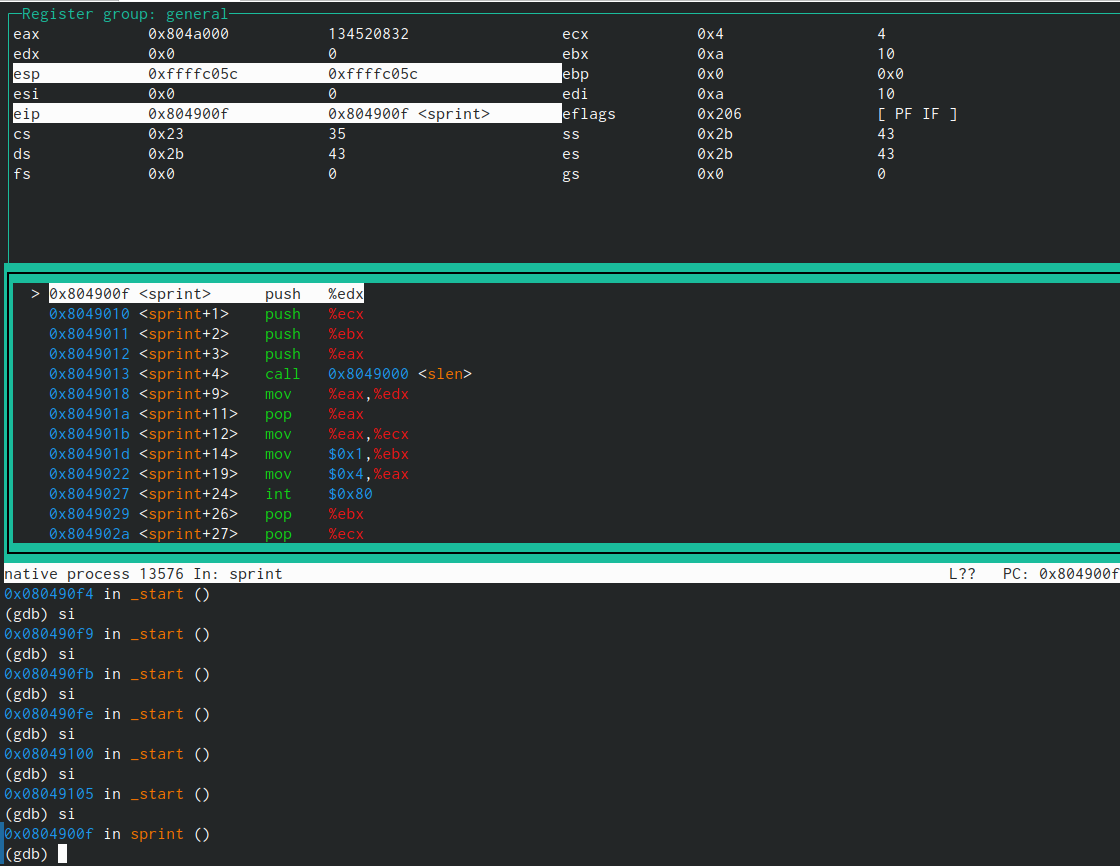 Register group: general
eax 0x804a000 134520832 ecx 0x4 4
edx 0x0 0 ebx 0xa 10
esp 0xffffc05c 0xffffc05c ebp 0x0 0x0
esi 0x0 0 edi 0xa 10
eip 0x804900f 0x804900f <sprint> eflags 0x206 [ PF IF ]
cs 0x23 35 ss 0x2b 43
ds 0x2b 43 es 0x2b 43
fs 0x0 0 gs 0x0 0
> 0x804900f <sprint> push %edx
0x8049010 <sprint+1> push %ecx
0x8049011 <sprint+2> push %ebx
0x8049012 <sprint+3> push %eax
0x8049013 <sprint+4> call 0x8049000 <slen>
0x8049018 <sprint+9> mov %eax,%edx
0x804901a <sprint+11> pop %eax
0x804901b <sprint+12> mov %eax,%ecx
0x804901d <sprint+14> mov $0x1,%ebx
0x8049022 <sprint+19> mov $0x4,%eax
0x8049027 <sprint+24> int $0x80
0x8049029 <sprint+26> pop %ebx
0x804902a <sprint+27> pop %ecx
native process 13576 In: sprint L?? PC: 0x804900f
0x080490f4 in _start ()
(gdb) si
0x080490f9 in _start ()
(gdb) si
0x080490fb in _start ()
(gdb) si
0x080490fe in _start ()
(gdb) si
0x08049100 in _start ()
(gdb) si
0x08049105 in _start ()
(gdb) si
0x0804900f in sprint ()
(gdb)